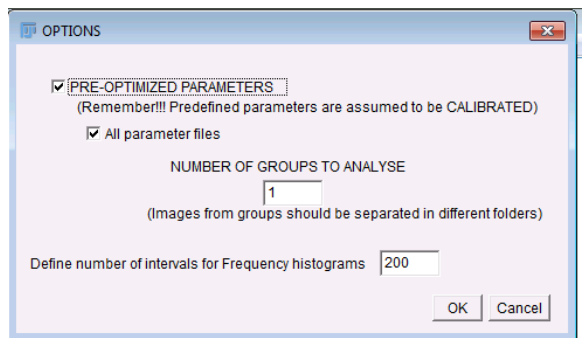 OPTIONS
PRE-OPTIMIZED PARAMETERS
(Remember!!! Predefined parameters are assumed to be CALIBRATED)
All parameter files
NUMBER OF GROUPS TO ANALYSE
1
(Images from groups should be separated in different folders)
Define number of intervals for Frequency histograms 200
OK Cancel